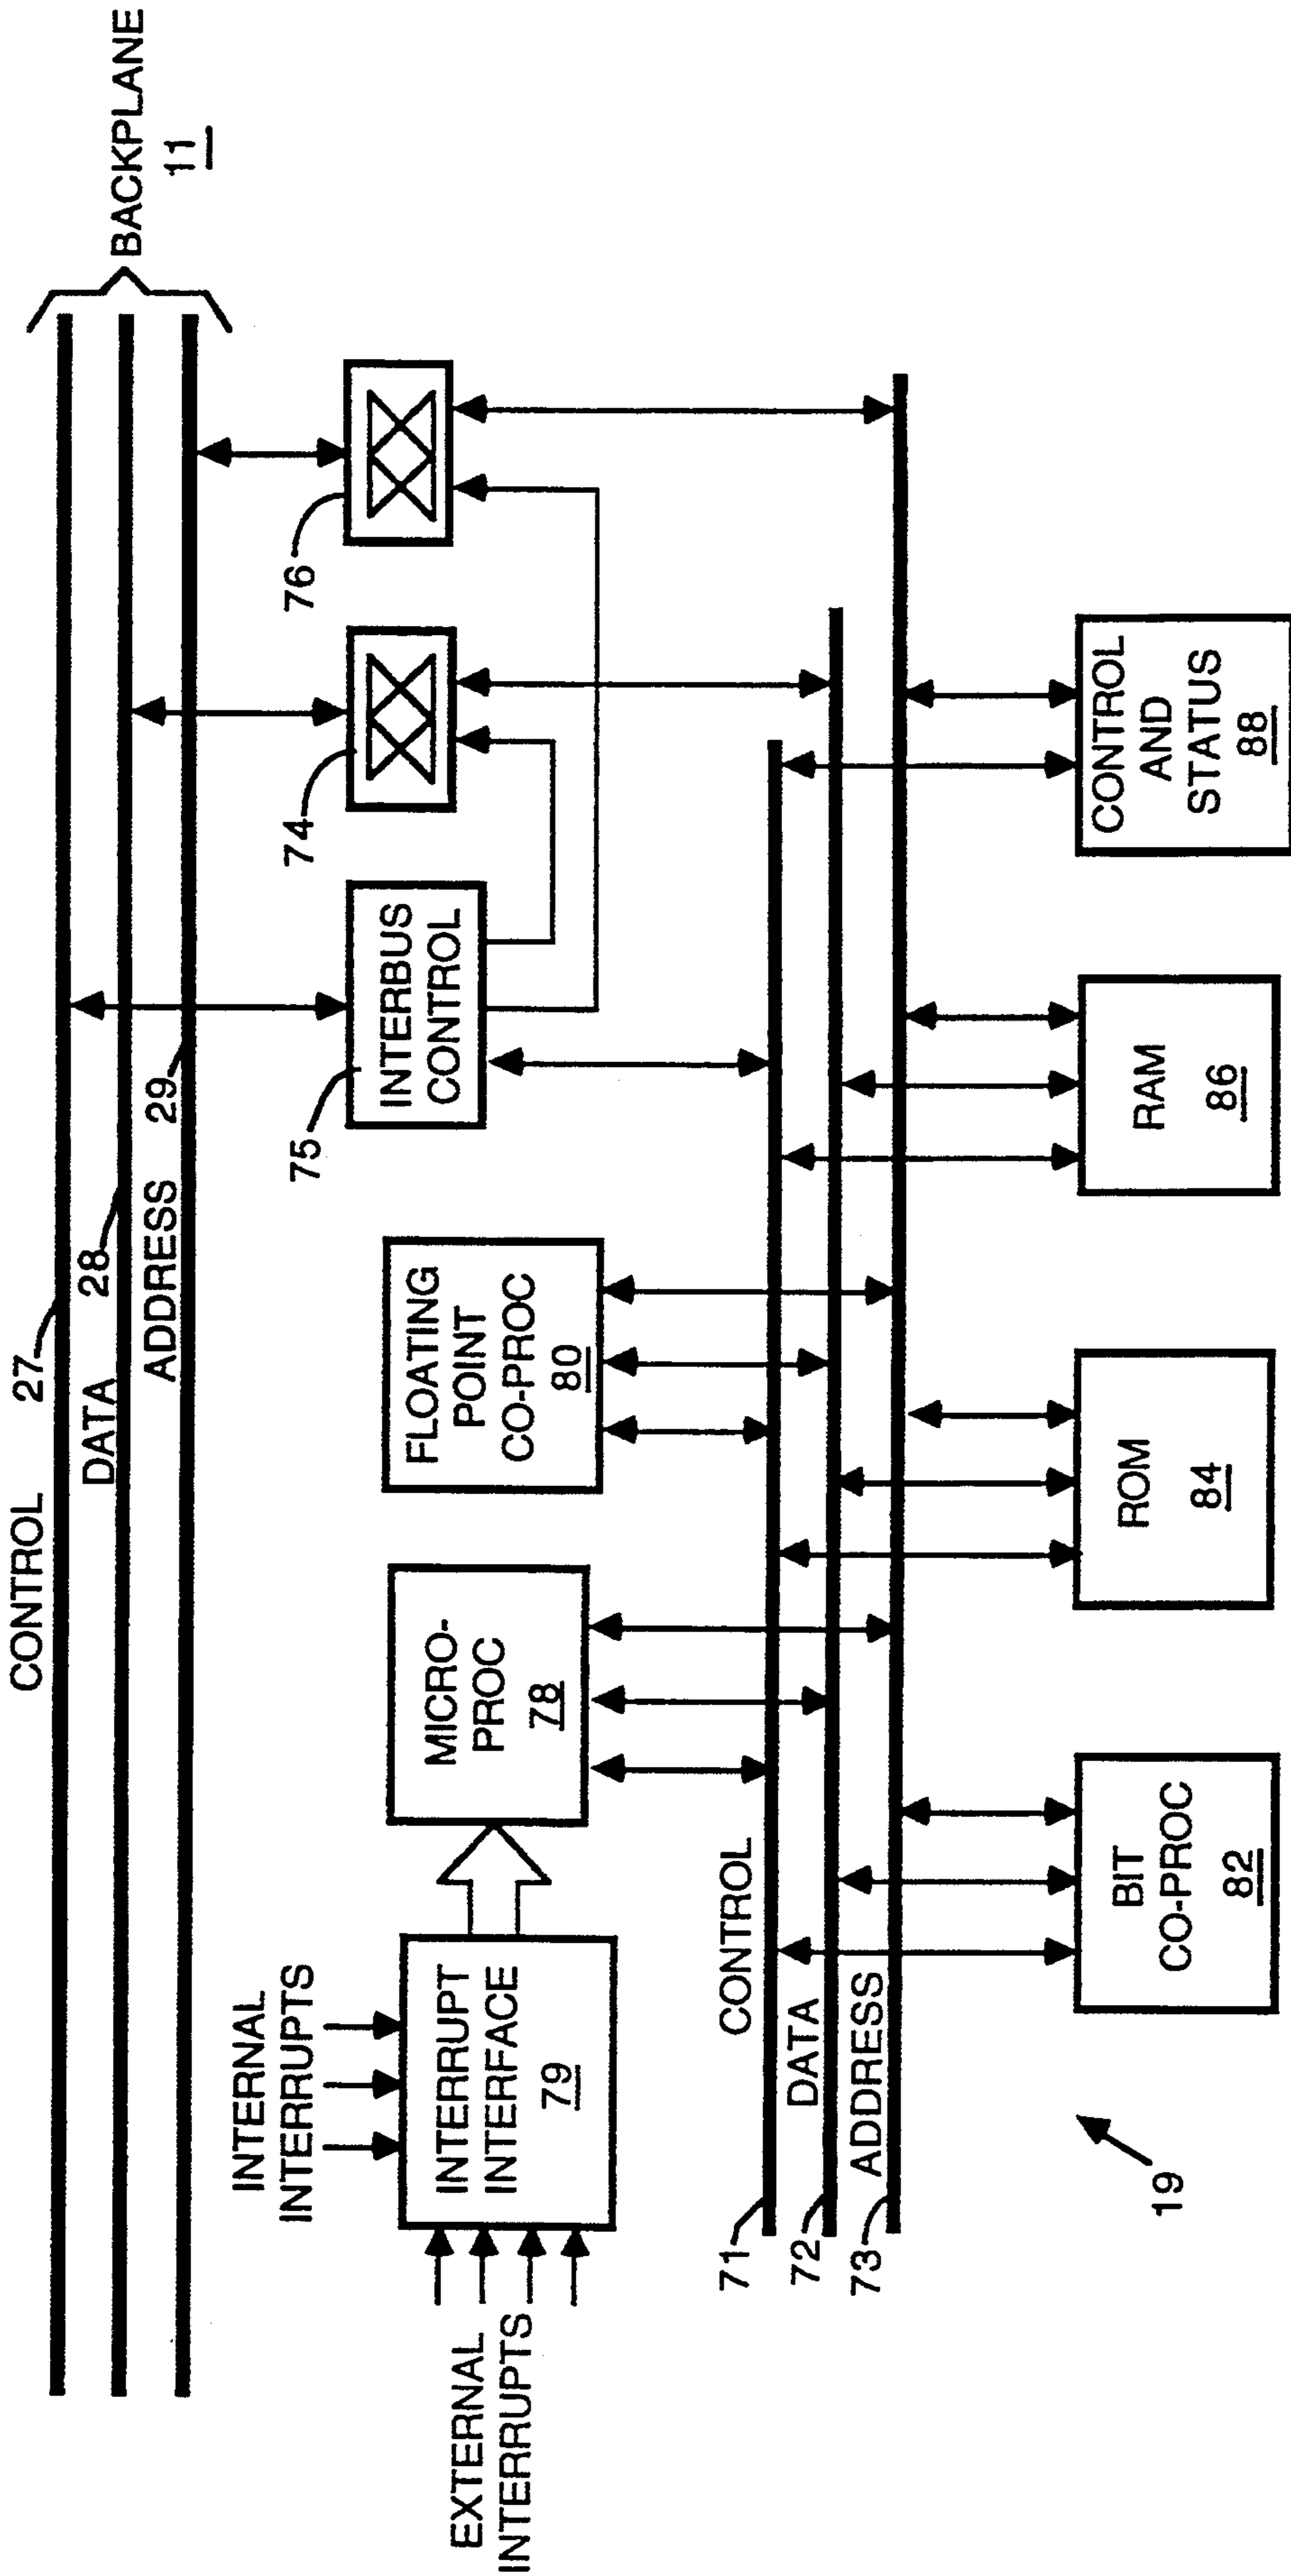 CONTROL 27
DATA 28
ADDRESS 29
BACKPLANE
11
INTERNAL
INTERRUPTS
EXTERNAL
INTERRUPTS
INTERRUPT
INTERFACE
79
MICRO-
PROC
78
FLOATING
POINT
CO-PROC
80
75
INTERBUS
CONTROL
74
76
71
CONTROL
72
DATA
73
ADDRESS
19
BIT
CO-PROC
82
ROM
84
RAM
86
CONTROL
AND
STATUS
88